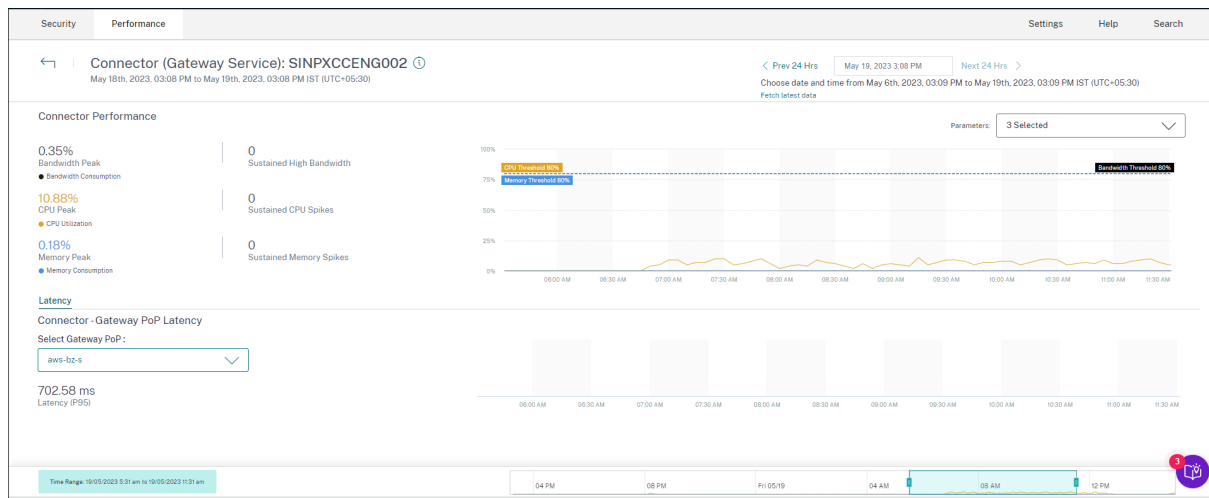 Security
Performance
Settings
Help
Search
Connector (Gateway Service): SINPXCCENG002
May 18th, 2023, 03:08 PM to May 19th, 2023, 03:08 PM IST (UTC+05:30)
Prev 24 Hrs
May 19, 2023 3:08 PM
Next 24 Hrs
Choose date and time from May 6th, 2023, 03:09 PM to May 19th, 2023, 03:09 PM IST (UTC+05:30)
Fetch latest data
Connector Performance
Parameters:
3 Selected
0.35%
Bandwidth Peak
Bandwidth Consumption
0
Sustained High Bandwidth
10.88%
CPU Peak
CPU Utilization
0
Sustained CPU Spikes
0.18%
Memory Peak
Memory Consumption
0
Sustained Memory Spikes
100%
75%
50%
25%
0%
CPU Threshold 80%
Memory Threshold 80%
Bandwidth Threshold 80%
06:00 AM 06:30 AM 07:00 AM 07:30 AM 08:00 AM 08:30 AM 09:00 AM 09:30 AM 10:00 AM 10:30 AM 11:00 AM 11:30 AM
Latency
Connector - Gateway PoP Latency
Select Gateway PoP :
aws-bz-s
702.58 ms
Latency (P95)
06:00 AM 06:30 AM 07:00 AM 07:30 AM 08:00 AM 08:30 AM 09:00 AM 09:30 AM 10:00 AM 10:30 AM 11:00 AM 11:30 AM
Time Range: 19/05/2023 5:31 am to 19/05/2023 11:31 am
04 PM 08 PM Fri 05/19 04 AM 08 AM 12 PM
3